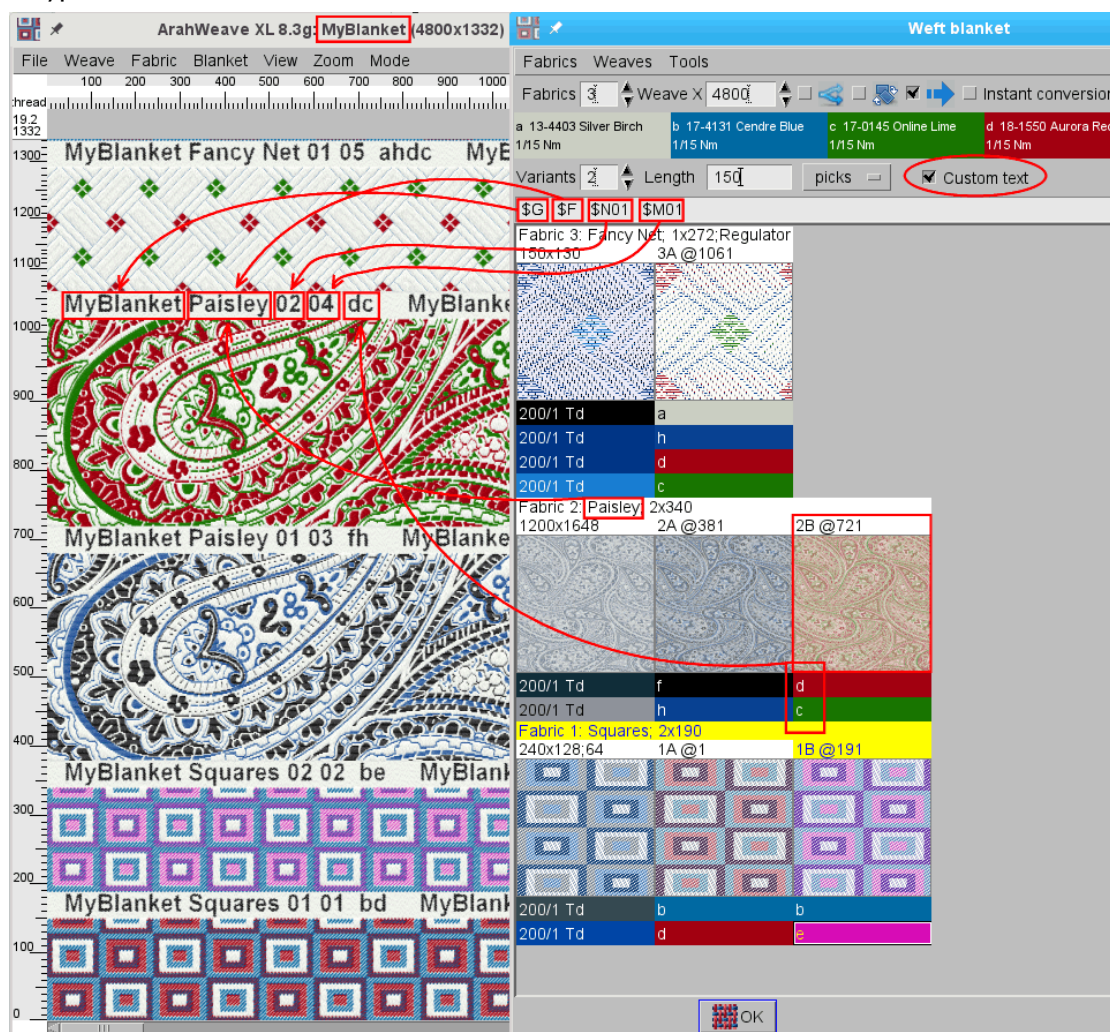 ArahWeave XL 8.3g: MyBlanket (4800x1332)
File Weave Fabric Blanket View Zoom Mode
100 200 300 400 500 600 700 800 900 1000
thread
19.2
1332
1300
MyBlanket Fancy Net 01 05 ahdc MyE
1200
1100
MyBlanket Paisley 02 04 dc MyBlanke
1000
900
800
700
MyBlanket Paisley 01 03 fh MyBlanke
600
500
400
MyBlanket Squares 02 02 be MyBlank
300
200
MyBlanket Squares 01 01 bd MyBlank
100
0
Weft blanket
Fabrics Weaves Tools
Fabrics 3 Weave X 4800 Instant conversion
a 13-4403 Silver Birch b 17-4131 Cendre Blue c 17-0145 Online Lime d 18-1550 Aurora Red
1/15 Nm 1/15 Nm 1/15 Nm 1/15 Nm
Variants 2 Length 150 picks Custom text
$G $F $N01 $M01
Fabric 3: Fancy Net; 1x272;Regulator
150x130 3A @1061
200/1 Td a
200/1 Td h
200/1 Td d
200/1 Td c
Fabric 2: Paisley; 2x340
1200x1648 2A @381 2B @721
200/1 Td f d
200/1 Td h c
Fabric 1: Squares; 2x190
240x128;64 1A @1 1B @191
200/1 Td b b
200/1 Td d e
OK